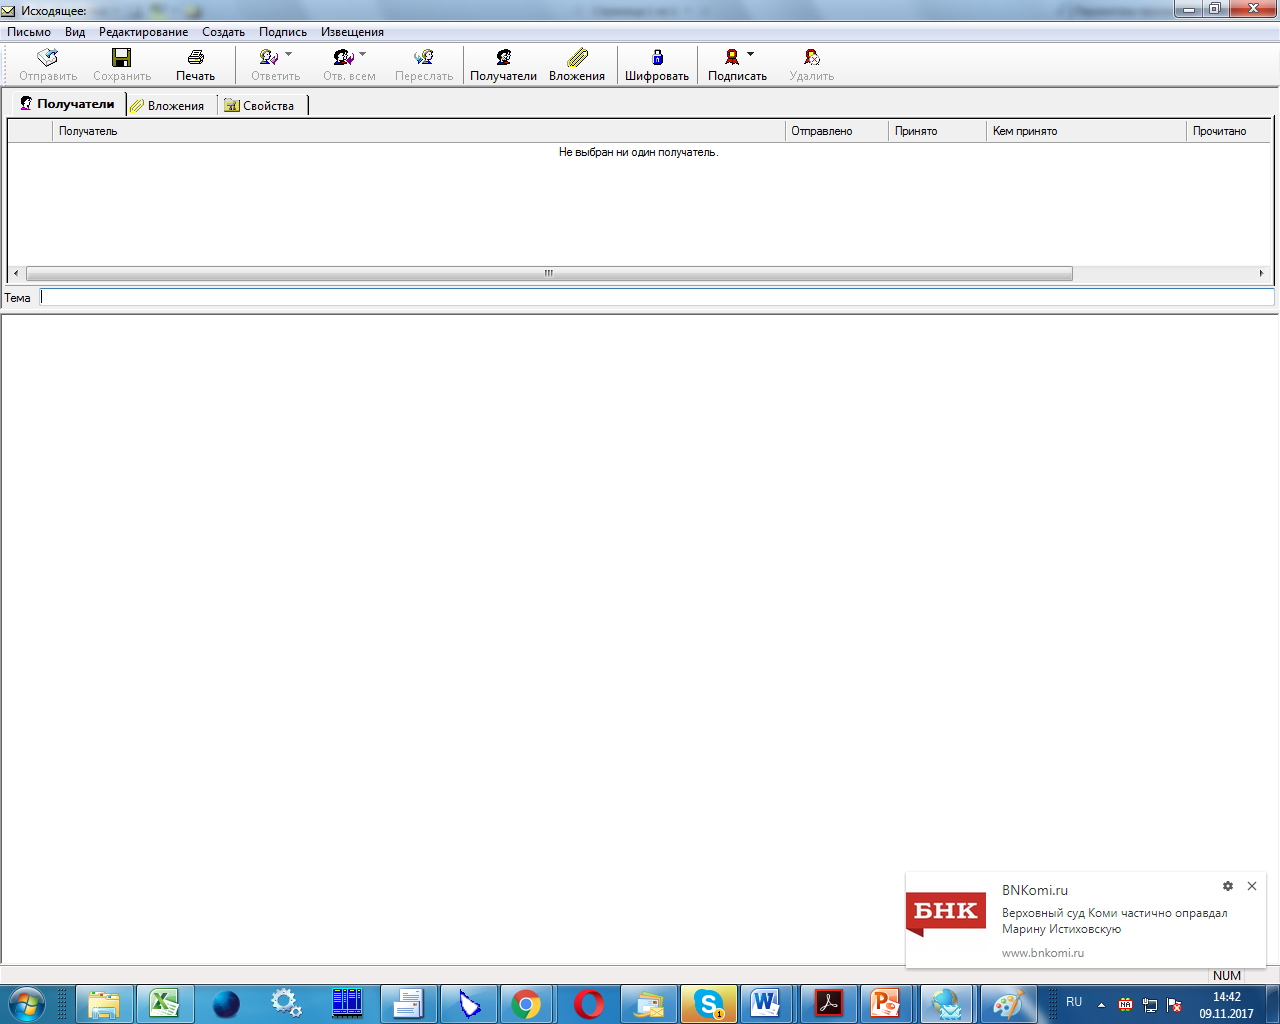 Исходящее:
Письмо Вид Редактирование Создать Подпись Извещения
Отправить Сохранить Печать Ответить Отв. всем Переслать Получатели Вложения Шифровать Подписать Удалить
Получатели Вложения Свойства
Получатель Отправлено Принято Кем принято Прочитано
Не выбран ни один получатель.
Тема
BNKomi.ru
БНК
Верховный суд Коми частично оправдал
Марину Истиховскую
www.bnkomi.ru
NUM
RU
14:42
09.11.2017
1